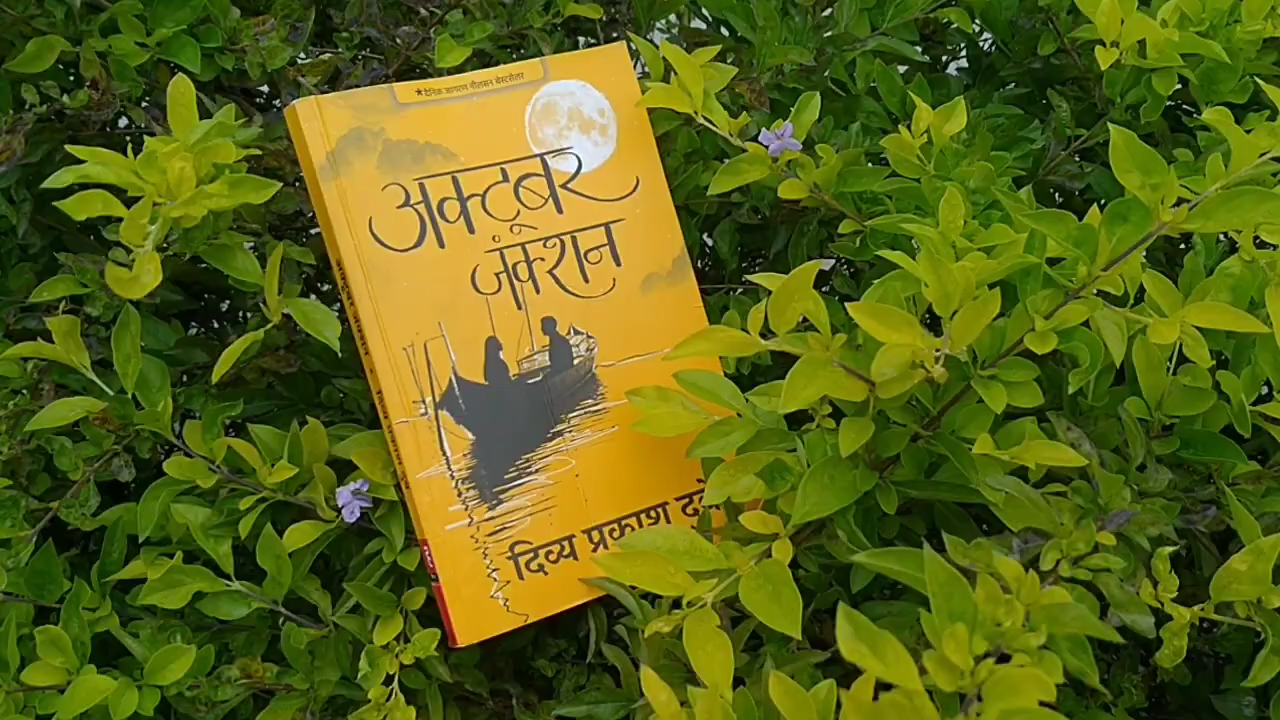 ★दैनिक जागरण नीलसन बेस्टसेलर
अक्टूबर
जंक्शन
दिव्य प्रकाश